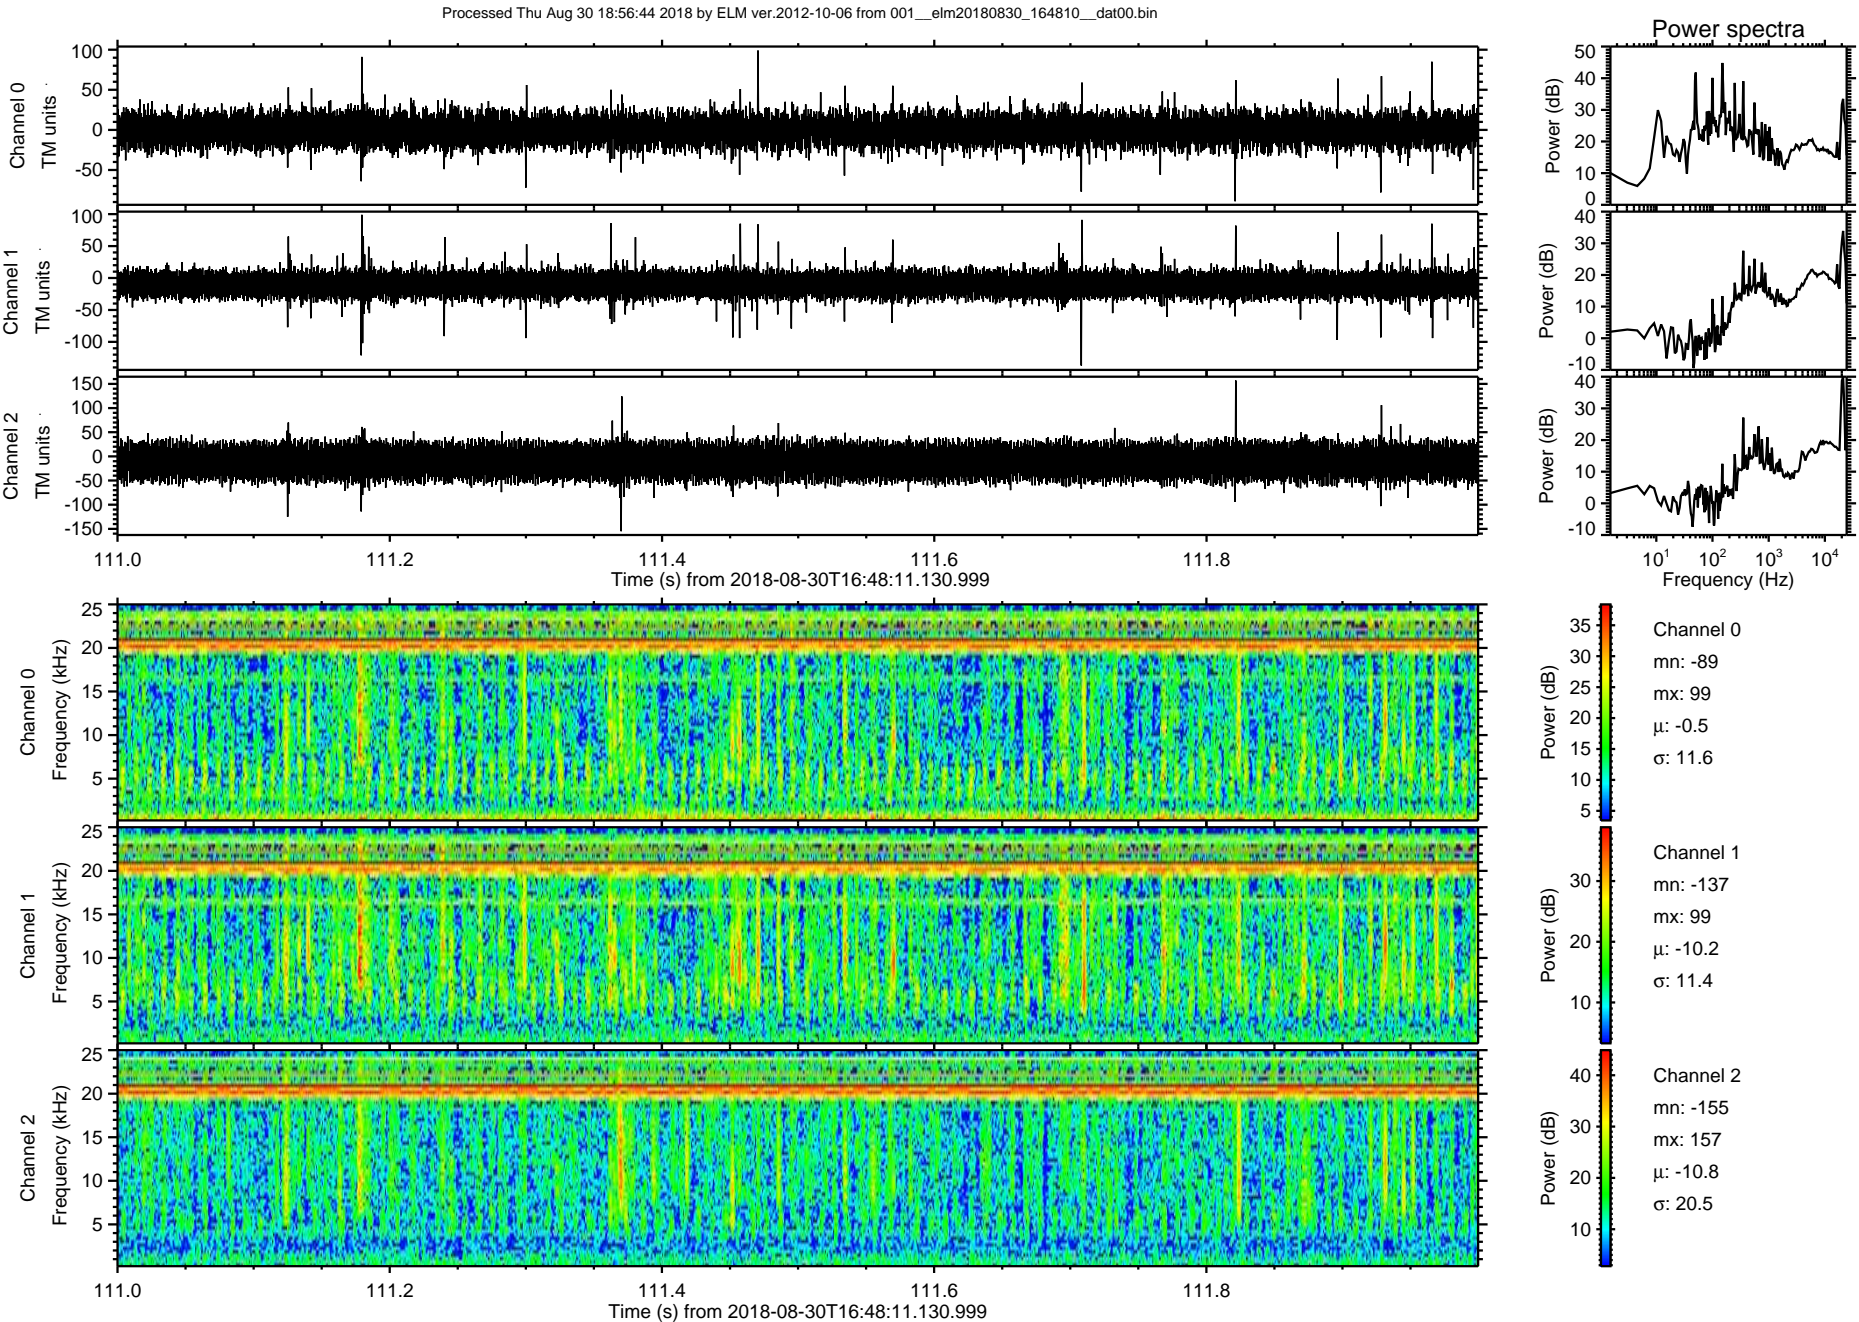 Processed Thu Aug 30 18:56:44 2018 by ELM ver.2012-10-06 from 001__elm20180830_164810__dat00.bin
Power spectra
Channel 0
TM units
100
50
0
-50
Power (dB)
50
40
30
20
10
0
Channel 1
TM units
100
50
0
-50
-100
Power (dB)
40
30
20
10
0
-10
Channel 2
TM units
150
100
50
0
-50
-100
-150
Power (dB)
40
30
20
10
0
-10
111.0 111.2 111.4 111.6 111.8
Time (s) from 2018-08-30T16:48:11.130.999
10^1 10^2 10^3 10^4
Frequency (Hz)
Channel 0
Frequency (kHz)
25
20
15
10
5
Power (dB)
35
30
25
20
15
10
5
Channel 0
mn: -89
mx: 99
μ: -0.5
σ: 11.6
Channel 1
Frequency (kHz)
25
20
15
10
5
Power (dB)
30
20
10
Channel 1
mn: -137
mx: 99
μ: -10.2
σ: 11.4
Channel 2
Frequency (kHz)
25
20
15
10
5
Power (dB)
40
30
20
10
Channel 2
mn: -155
mx: 157
μ: -10.8
σ: 20.5
111.0 111.2 111.4 111.6 111.8
Time (s) from 2018-08-30T16:48:11.130.999